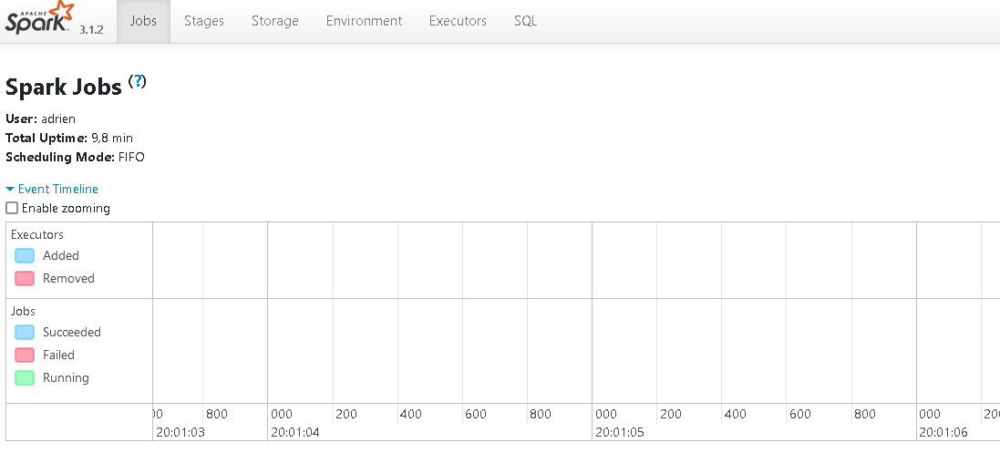 APACHE
Spark 3.1.2 Jobs Stages Storage Environment Executors SQL
Spark Jobs (?)
User: adrien
Total Uptime: 9,8 min
Scheduling Mode: FIFO
Event Timeline
Enable zooming
Executors
Added
Removed
Jobs
Succeeded
Failed
Running
800 000 200 400 600 800 000 200 400 600 800 000
20:01:03 20:01:04 20:01:05 20:01:06